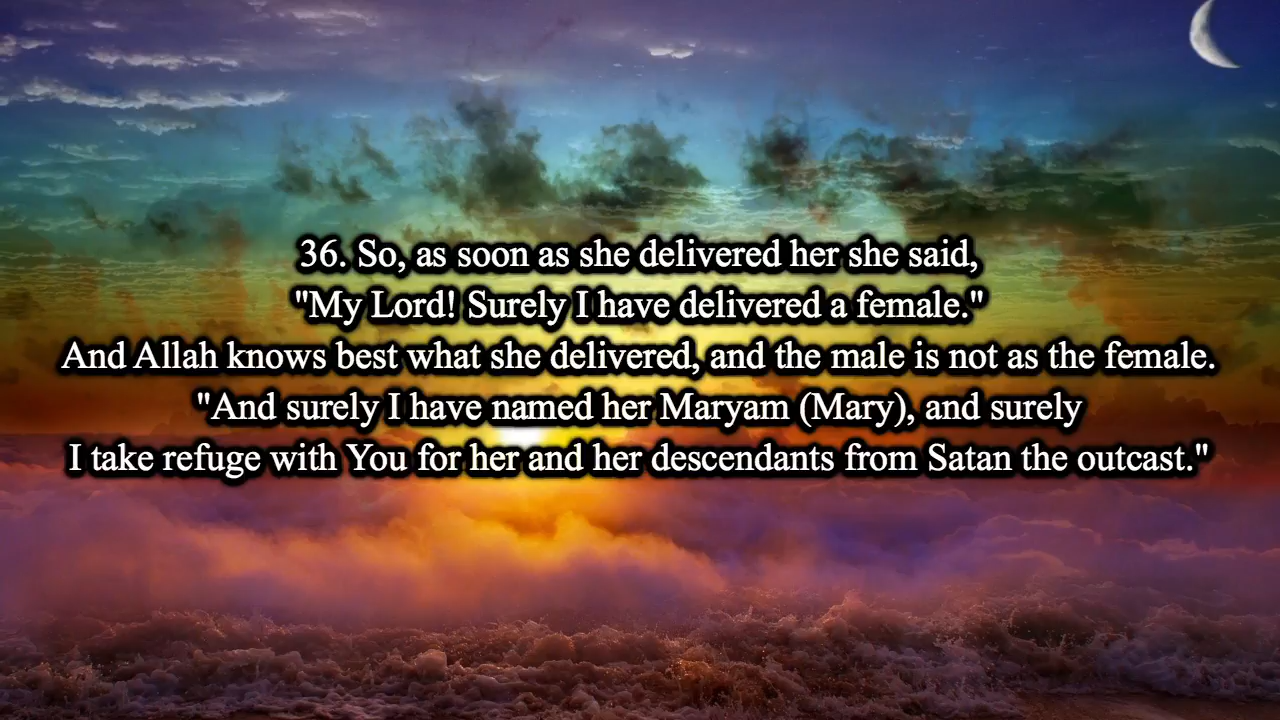 36. So, as soon as she delivered her she said,
"My Lord! Surely I have delivered a female."
And Allah knows best what she delivered, and the male is not as the female.
"And surely I have named her Maryam (Mary), and surely
I take refuge with You for her and her descendants from Satan the outcast."